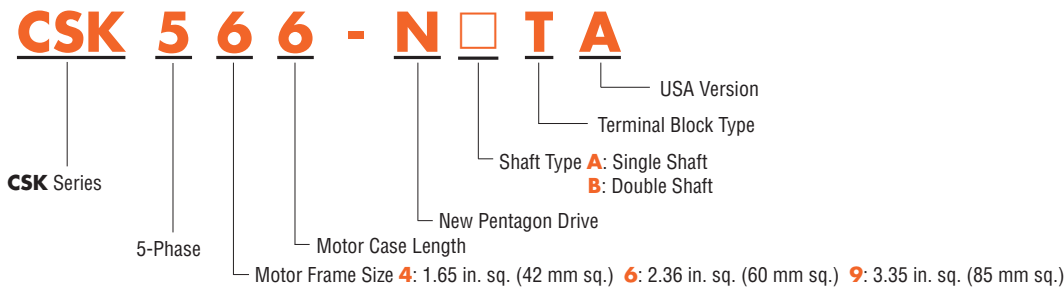 CSK 5 6 6 - N □ T A
USA Version
Terminal Block Type
Shaft Type A: Single Shaft
B: Double Shaft
CSK Series
New Pentagon Drive
5-Phase
Motor Case Length
Motor Frame Size 4: 1.65 in. sq. (42 mm sq.) 6: 2.36 in. sq. (60 mm sq.) 9: 3.35 in. sq. (85 mm sq.)